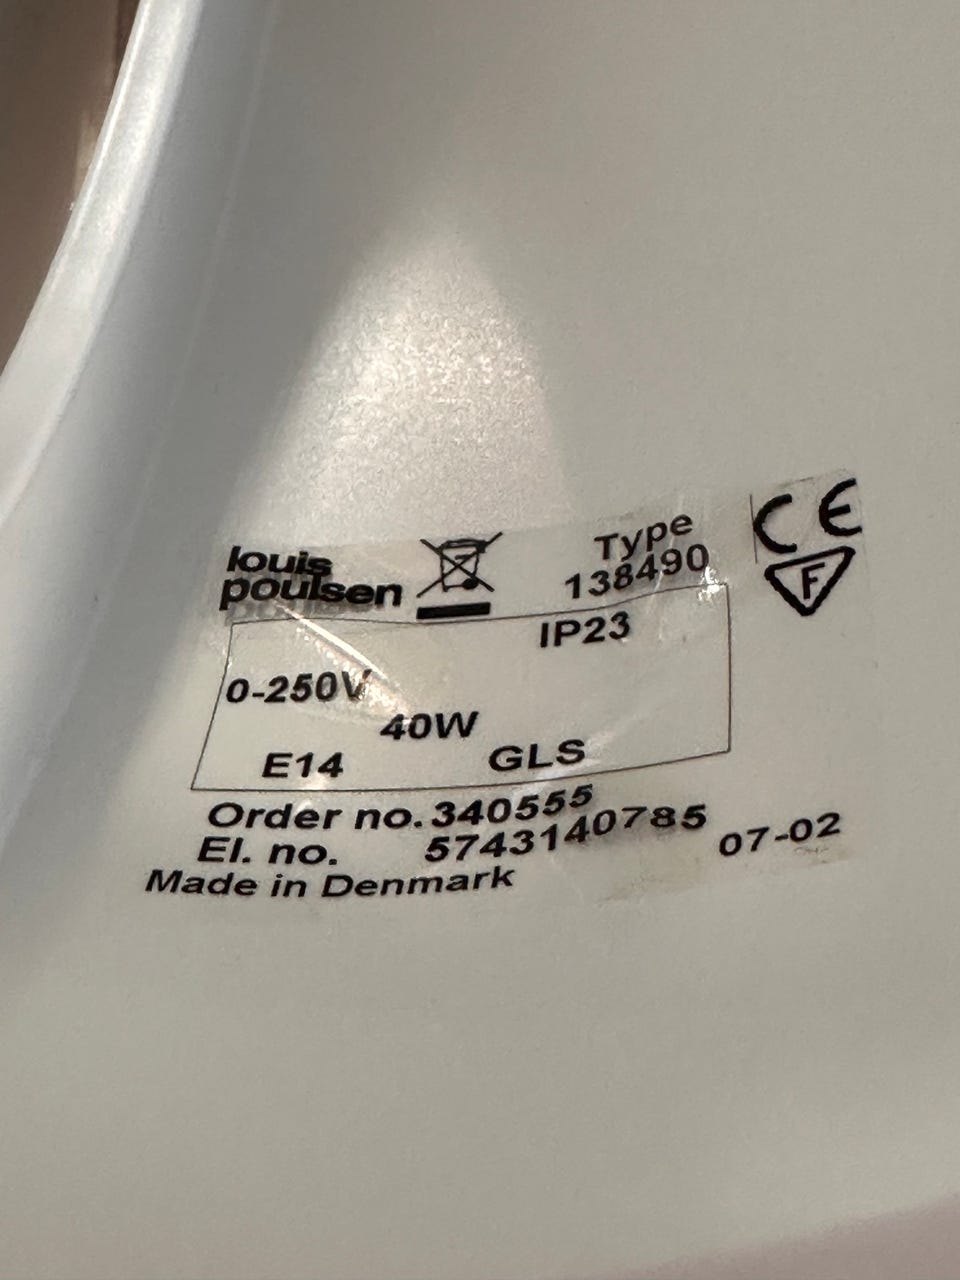 louis
poulsen
Type
138490
CE
F
IP23
0-250V
40W
E14 GLS
Order no. 340555
El. no. 5743140785
07-02
Made in Denmark